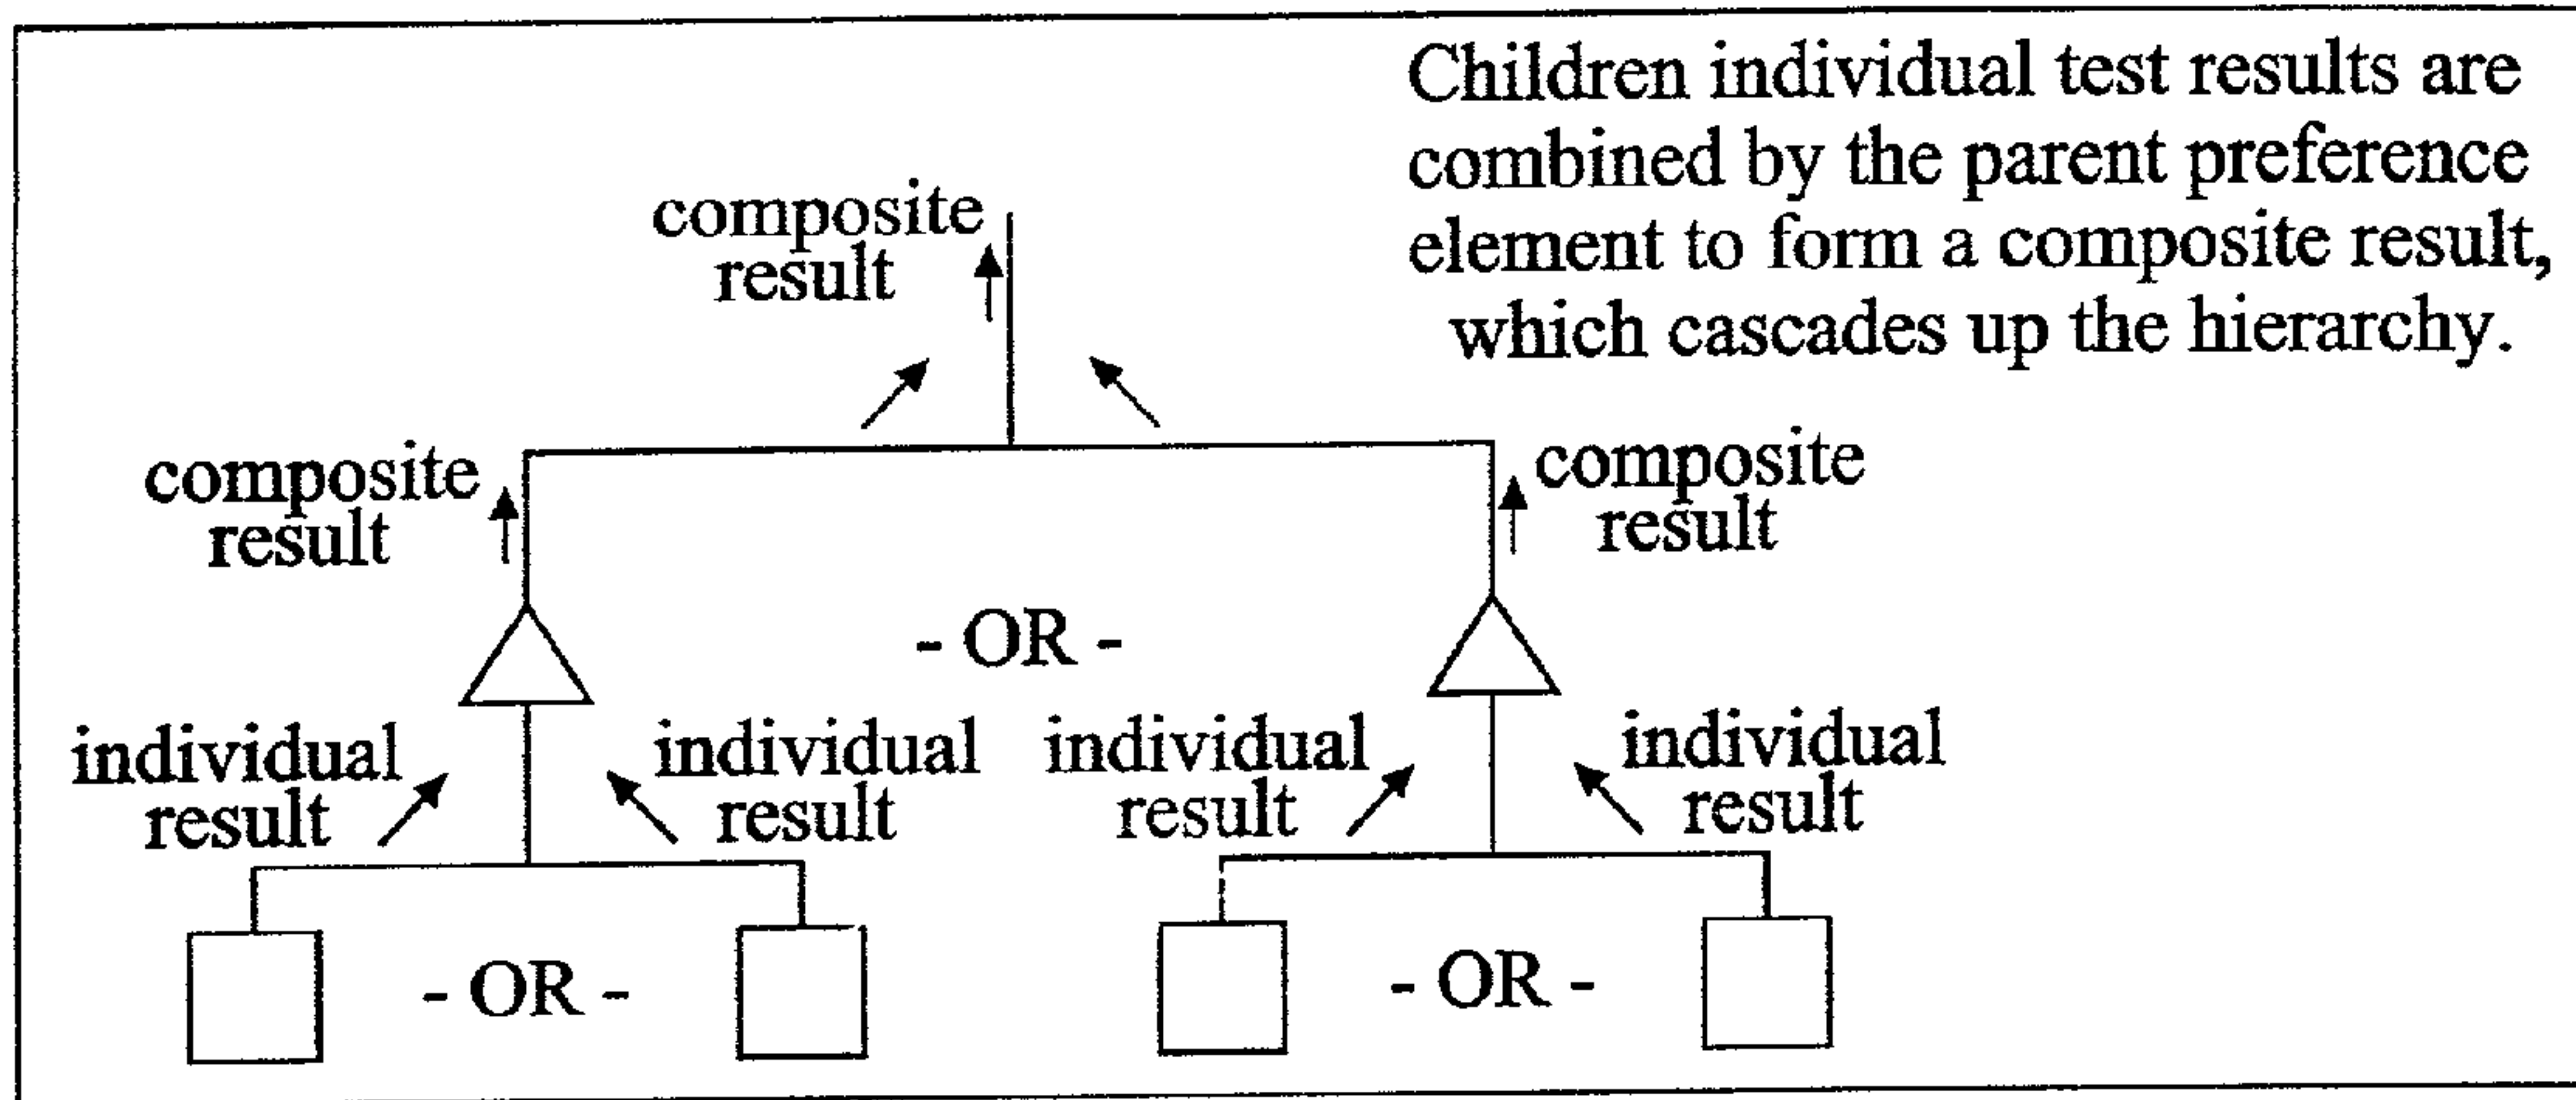 Children individual test results are
combined by the parent preference
element to form a composite result,
which cascades up the hierarchy.
composite
result
composite
result
composite
result
- OR -
individual
result
individual
result
individual
result
individual
result
- OR -
- OR -